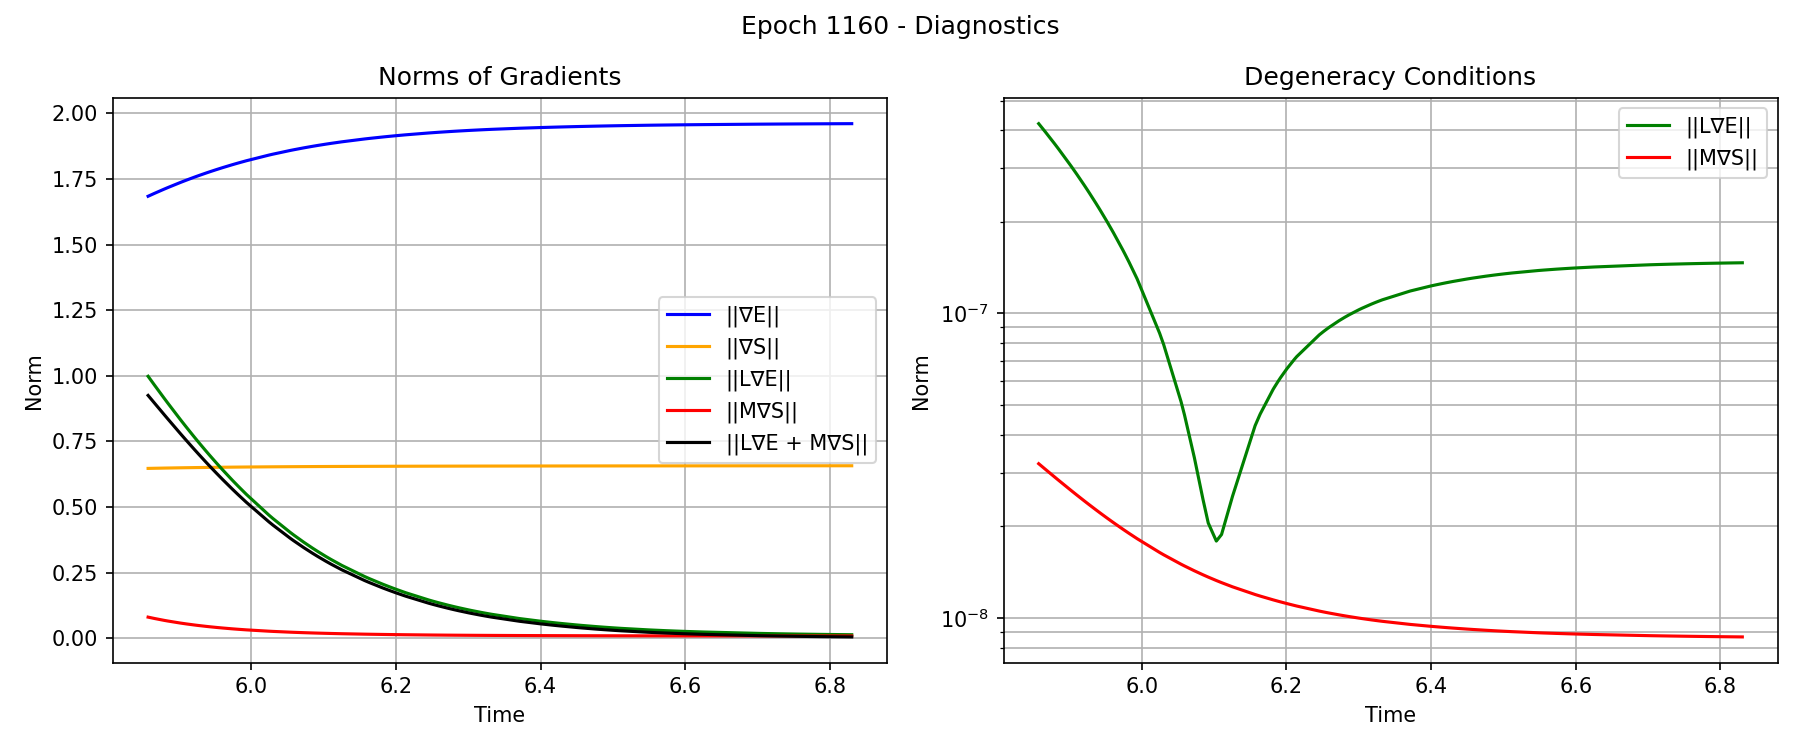 Epoch 1160 - Diagnostics
Norms of Gradients
Norm
2.00
1.75
1.50
1.25
1.00
0.75
0.50
0.25
0.00
||∇E||
||∇S||
||L∇E||
||M∇S||
||L∇E + M∇S||
6.0 6.2 6.4 6.6 6.8
Time
Degeneracy Conditions
Norm
10⁻⁷
10⁻⁸
||L∇E||
||M∇S||
6.0 6.2 6.4 6.6 6.8
Time